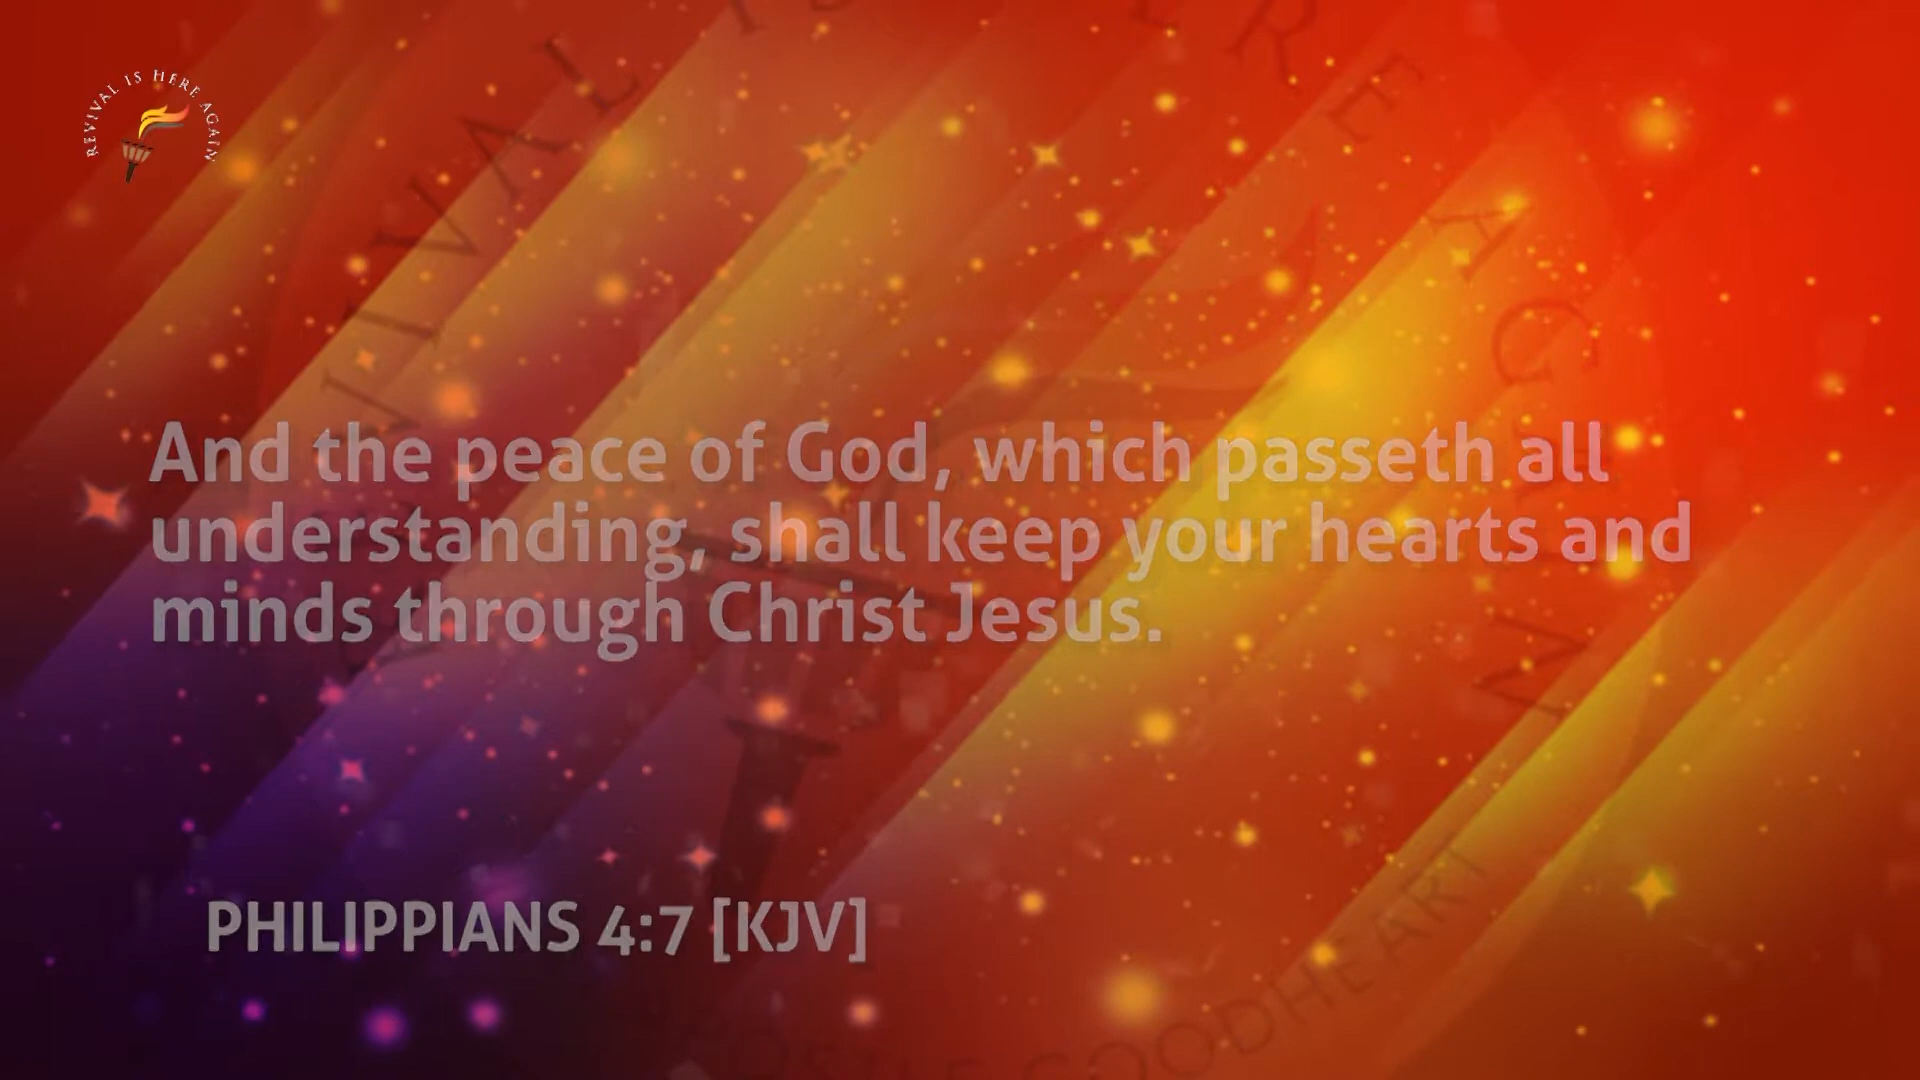 REVIVAL IS HERE AGAIN
And the peace of God, which passeth all
understanding, shall keep your hearts and
minds through Christ Jesus.
PHILIPPIANS 4:7 [KJV]
GOODHEART